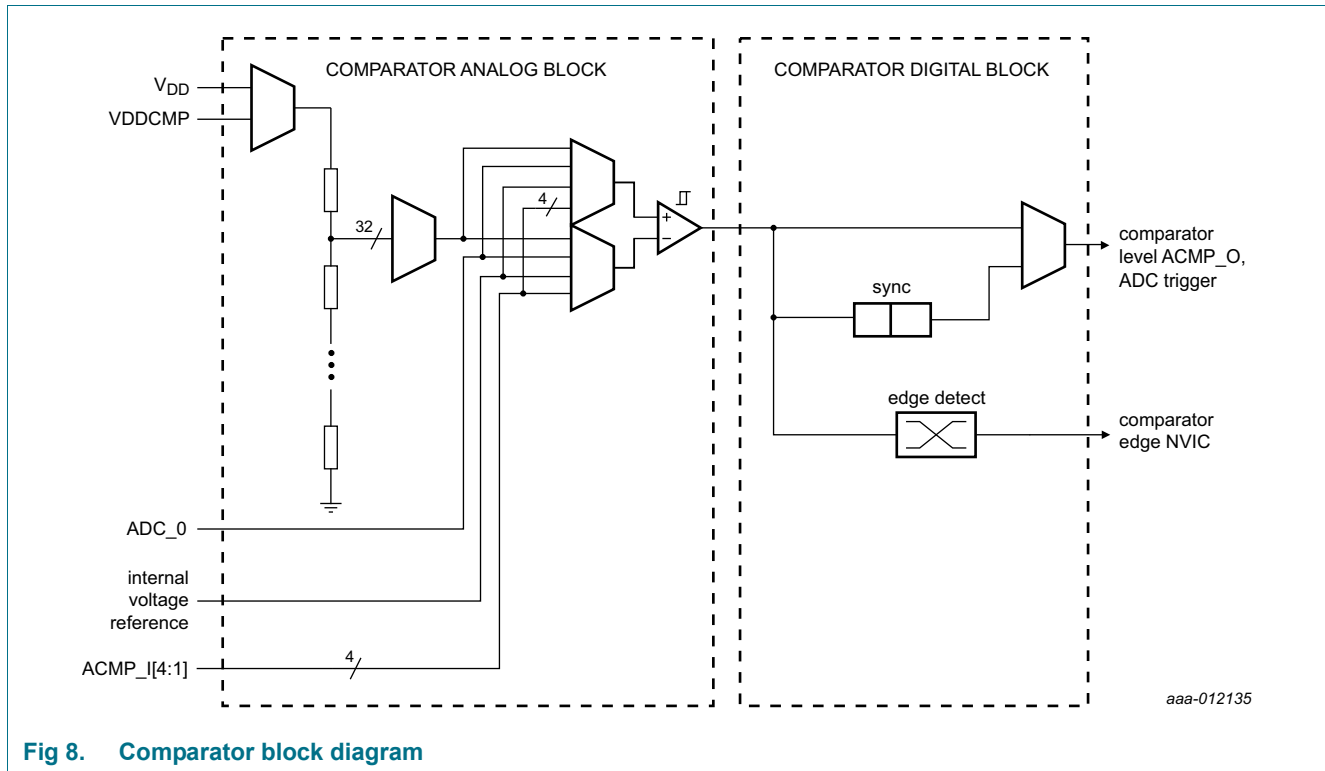 COMPARATOR ANALOG BLOCK
COMPARATOR DIGITAL BLOCK
VDD
VDDCMP
32
4
+
−
comparator
level ACMP_O,
ADC trigger
sync
edge detect
comparator
edge NVIC
ADC_0
internal
voltage
reference
ACMP_I[4:1]
4
aaa-012135
Fig 8. Comparator block diagram